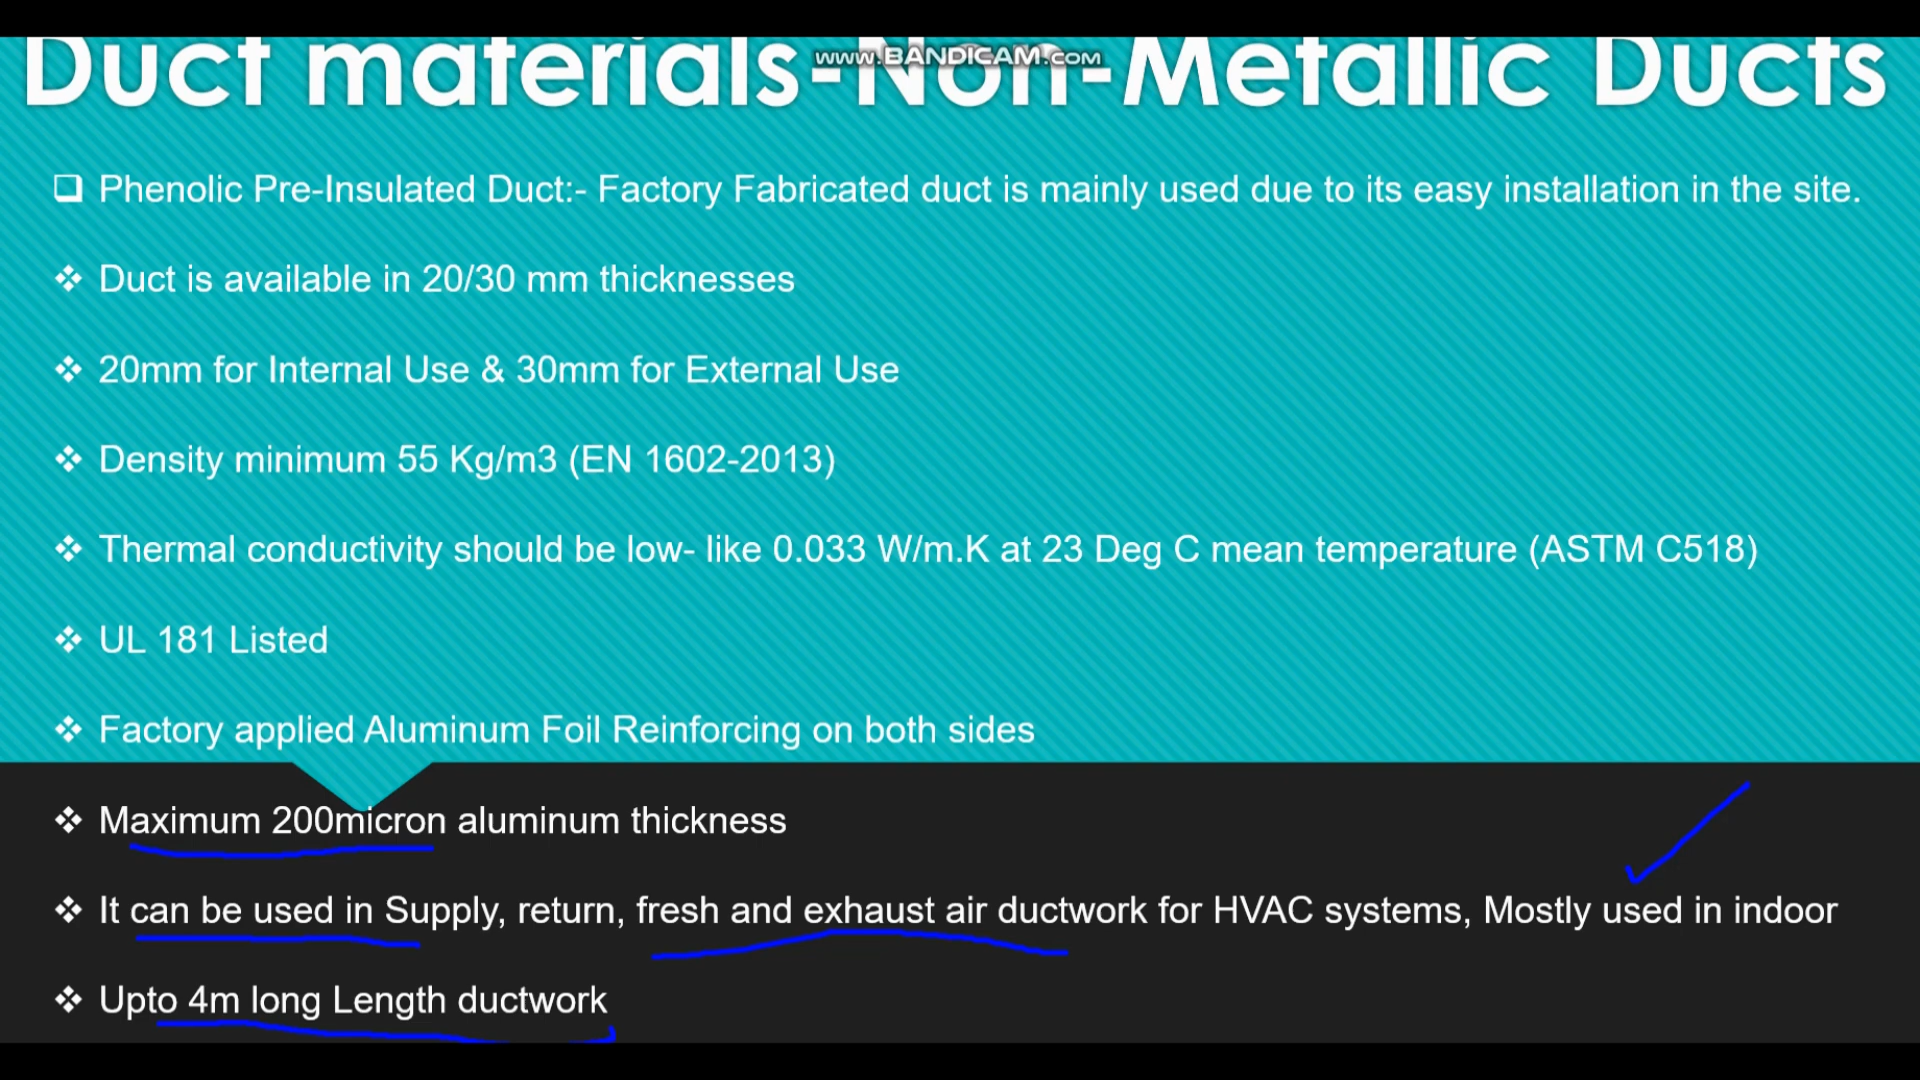 Duct materials-Non-Metallic Ducts
www.BANDICAM.com
Phenolic Pre-Insulated Duct:- Factory Fabricated duct is mainly used due to its easy installation in the site.
Duct is available in 20/30 mm thicknesses
20mm for Internal Use & 30mm for External Use
Density minimum 55 Kg/m3 (EN 1602-2013)
Thermal conductivity should be low- like 0.033 W/m.K at 23 Deg C mean temperature (ASTM C518)
UL 181 Listed
Factory applied Aluminum Foil Reinforcing on both sides
Maximum 200micron aluminum thickness
It can be used in Supply, return, fresh and exhaust air ductwork for HVAC systems, Mostly used in indoor
Upto 4m long Length ductwork